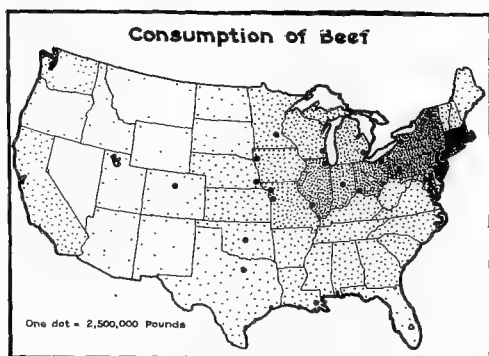 Consumption of Beef
One dot = 2,500,000 Pounds